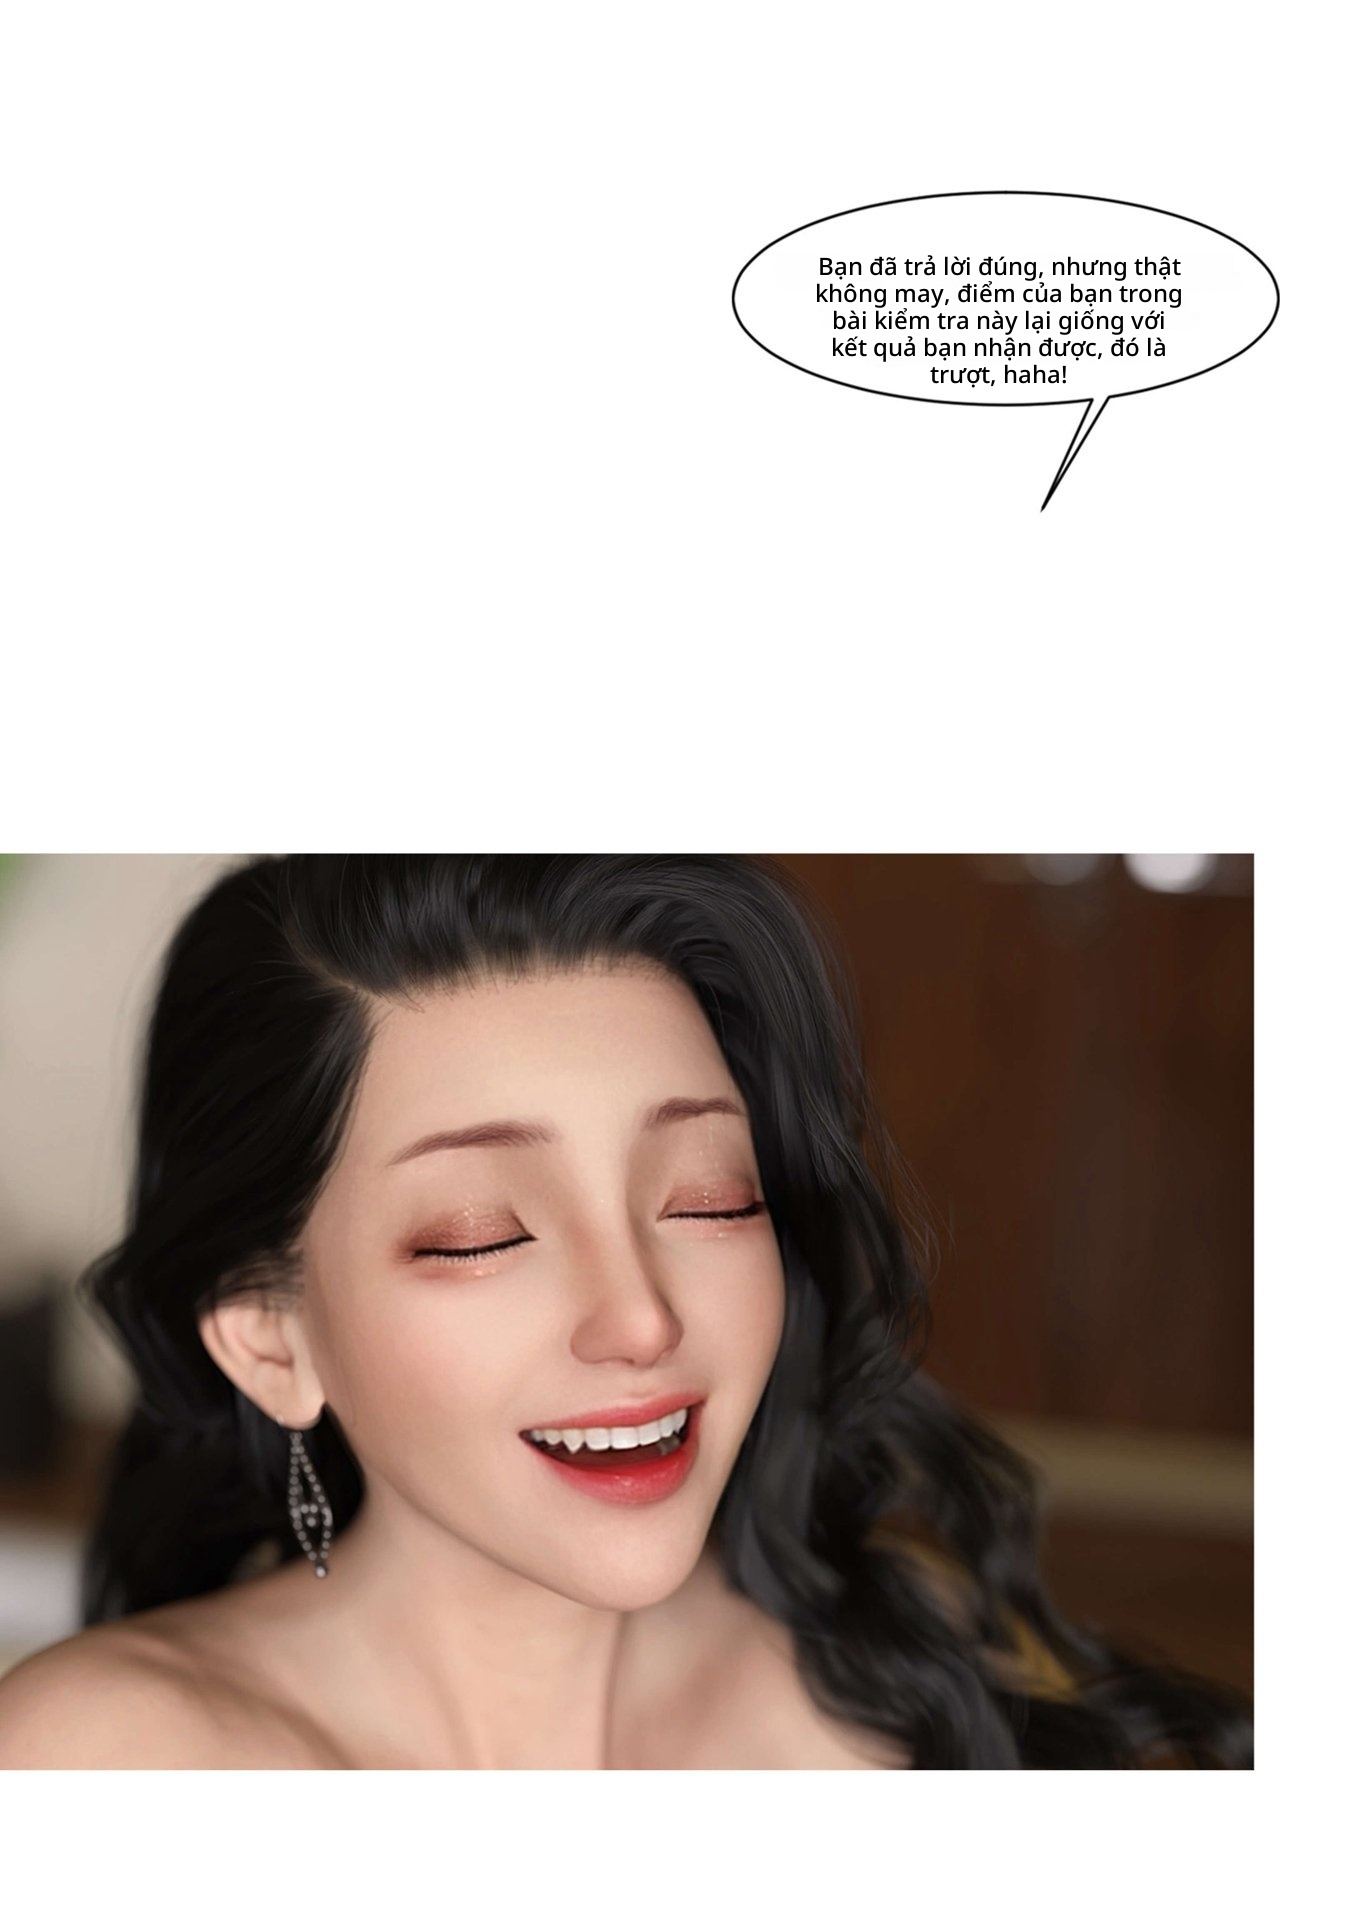 Bạn đã trả lời đúng, nhưng thật
không may, điểm của bạn trong
bài kiểm tra này lại giống với
kết quả bạn nhận được, đó là
trượt, haha!